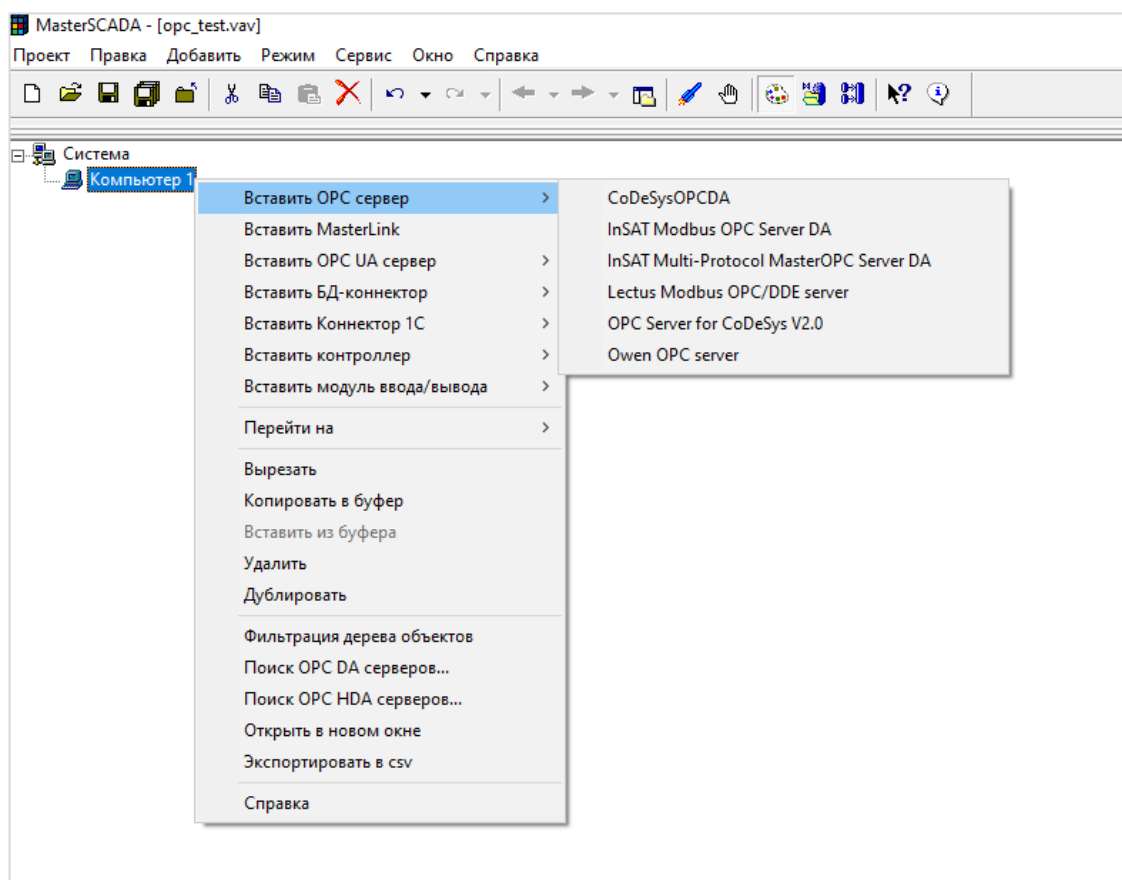 MasterSCADA - [opc_test.vav]
Проект Правка Добавить Режим Сервис Окно Справка
Система
Компьютер 1
Вставить OPC сервер
Вставить MasterLink
Вставить OPC UA сервер
Вставить БД-коннектор
Вставить Коннектор 1С
Вставить контроллер
Вставить модуль ввода/вывода
Перейти на
Вырезать
Копировать в буфер
Вставить из буфера
Удалить
Дублировать
Фильтрация дерева объектов
Поиск OPC DA серверов...
Поиск OPC HDA серверов...
Открыть в новом окне
Экспортировать в csv
Справка
CoDeSysOPCDA
InSAT Modbus OPC Server DA
InSAT Multi-Protocol MasterOPC Server DA
Lectus Modbus OPC/DDE server
OPC Server for CoDeSys V2.0
Owen OPC server